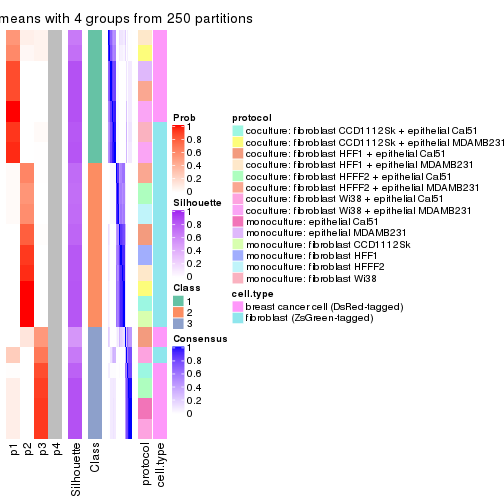 means with 4 groups from 250 partitions
Prob
1
0.8
0.6
0.4
0.2
0
Silhouette
1
0.8
0.6
0.4
0.2
0
Class
1
2
3
Consensus
1
0.8
0.6
0.4
0.2
0
protocol
coculture: fibroblast CCD1112Sk + epithelial Cal51
coculture: fibroblast CCD1112Sk + epithelial MDAMB231
coculture: fibroblast HFF1 + epithelial Cal51
coculture: fibroblast HFF1 + epithelial MDAMB231
coculture: fibroblast HFFF2 + epithelial Cal51
coculture: fibroblast HFFF2 + epithelial MDAMB231
coculture: fibroblast Wi38 + epithelial Cal51
coculture: fibroblast Wi38 + epithelial MDAMB231
monoculture: epithelial Cal51
monoculture: epithelial MDAMB231
monoculture: fibroblast CCD1112Sk
monoculture: fibroblast HFF1
monoculture: fibroblast HFFF2
monoculture: fibroblast Wi38
cell.type
breast cancer cell (DsRed-tagged)
fibroblast (ZsGreen-tagged)
p1
p2
p3
p4
Silhouette
Class
protocol
cell.type